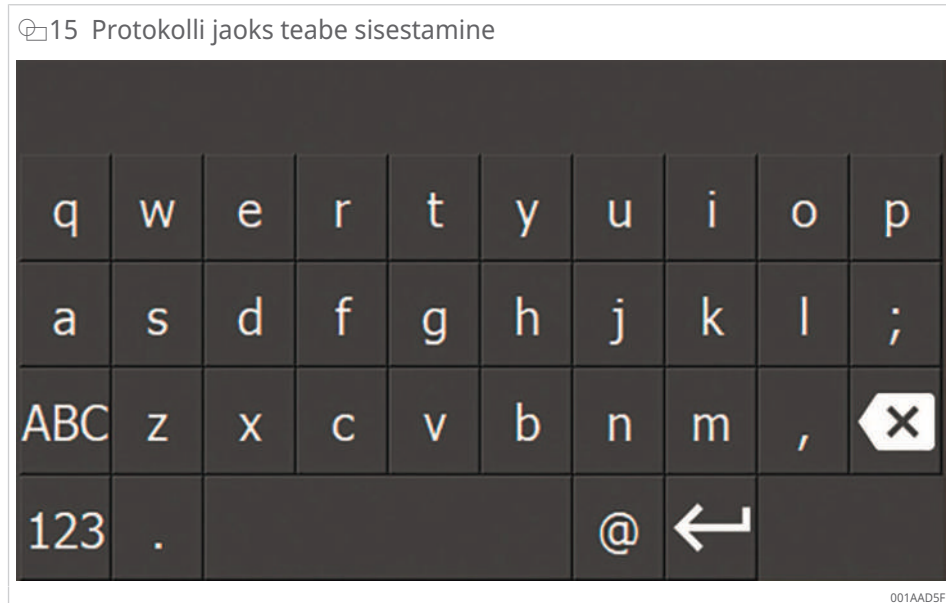 15 Protokolli jaoks teabe sisestamine
q w e r t y u i o p
a s d f g h j k l ;
ABC z x c v b n m ,
123 . @
001AAD5F